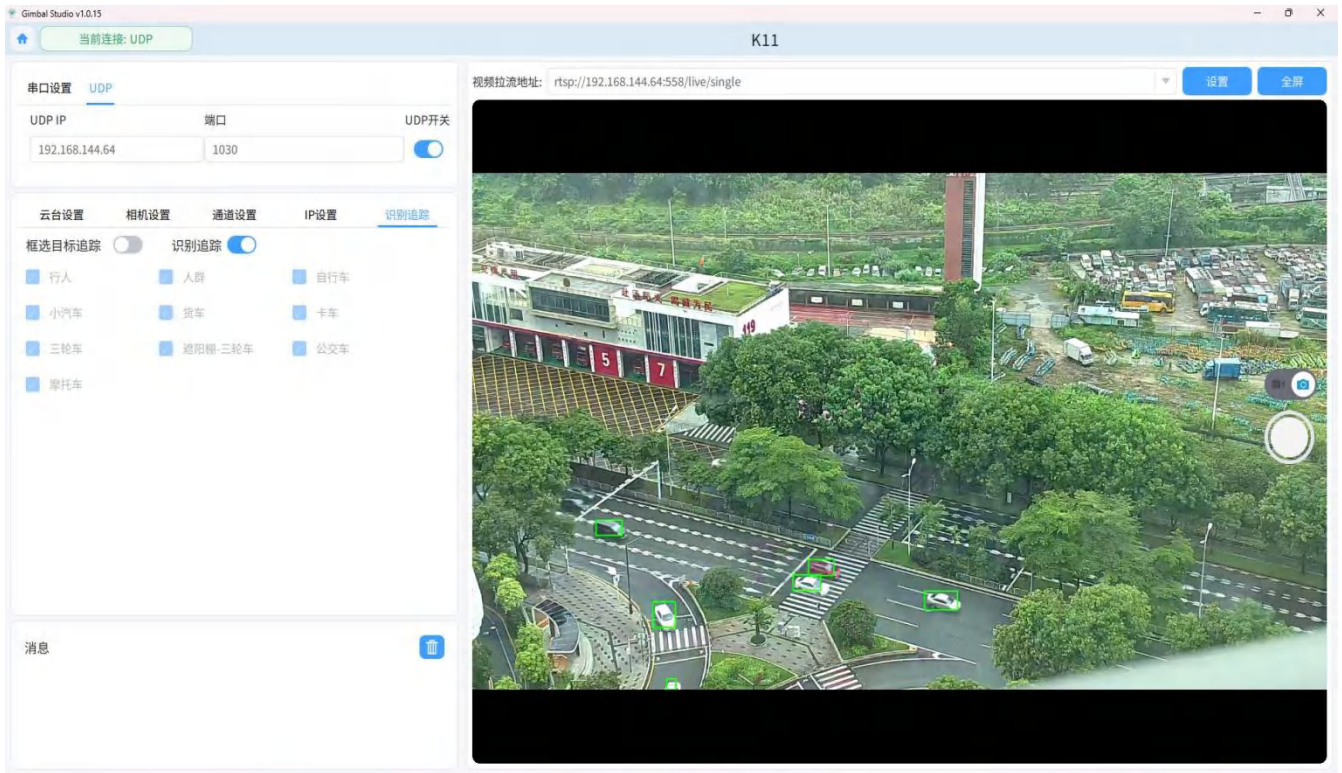 Gimbal Studio v1.0.15
当前连接: UDP
K11
串口设置 UDP
UDP IP 端口 UDP开关
192.168.144.64 1030
云台设置 相机设置 通道设置 IP设置 识别追踪
框选目标追踪 识别追踪
行人 人群 自行车
小汽车 货车 卡车
三轮车 遮阳棚-三轮车 公交车
摩托车
消息
视频拉流地址: rtsp://192.168.144.64:558/live/single 设置 全屏
119
5 7